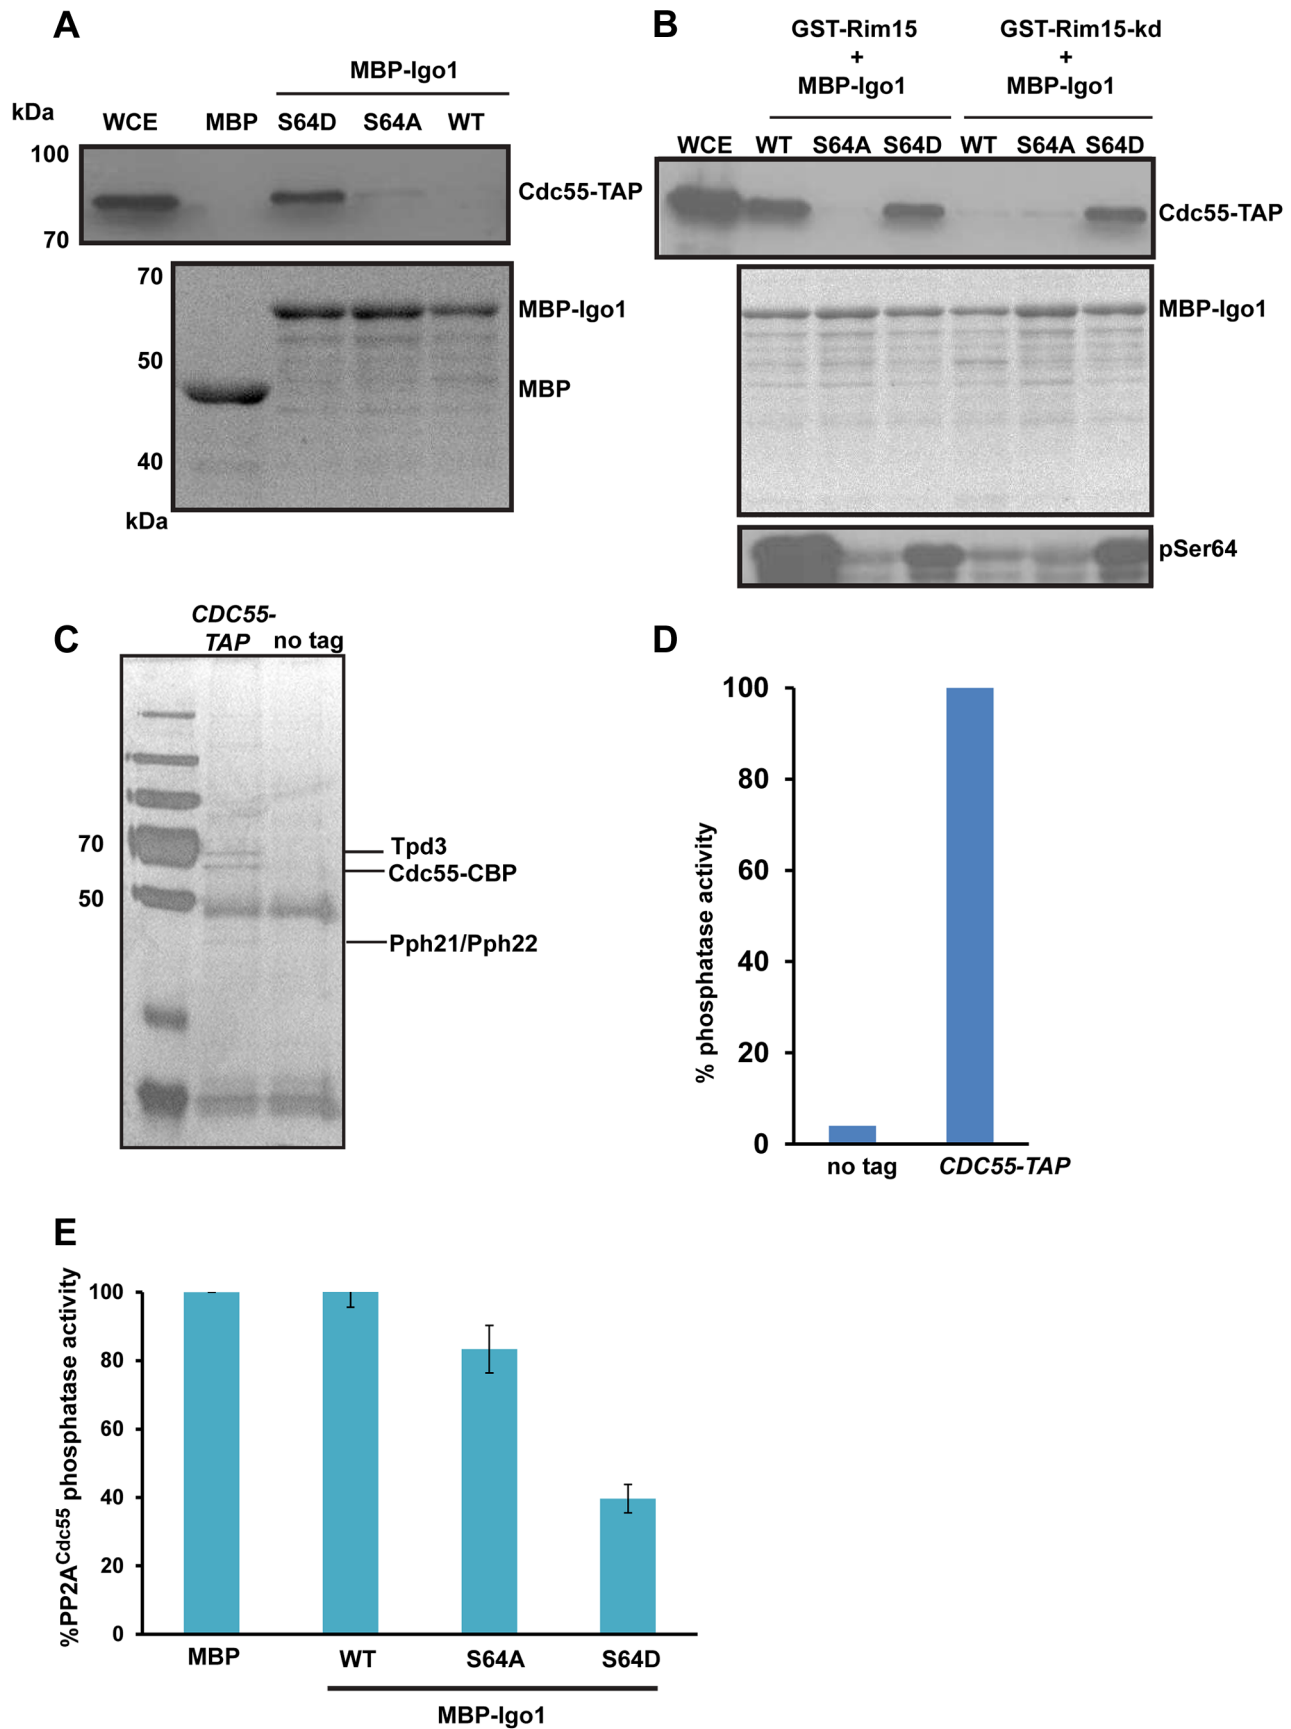 A
MBP-Igo1
kDa
WCE MBP S64D S64A WT
100
70
Cdc55-TAP
70
50
40
kDa
MBP-Igo1
MBP
B
GST-Rim15
+
MBP-Igo1
GST-Rim15-kd
+
MBP-Igo1
WCE WT S64A S64D WT S64A S64D
Cdc55-TAP
MBP-Igo1
pSer64
C
CDC55-
TAP
no tag
70
50
Tpd3
Cdc55-CBP
Pph21/Pph22
D
% phosphatase activity
100
80
60
40
20
0
no tag CDC55-TAP
E
%PP2ACdc55 phosphatase activity
100
80
60
40
20
0
MBP WT S64A S64D
MBP-Igo1